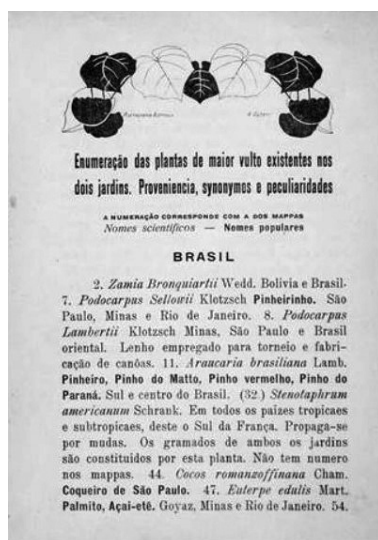 Enumeração das plantas de maior vulto existentes nos
dois jardins. Proveniencia, synonymos e peculiaridades
A NUMERAÇÃO CORRESPONDE COM A DOS MAPPAS
Nomes scientificos — Nomes populares
BRASIL
2. Zamia Bronquiartii Wedd. Bolivia e Brasil.
7. Podocarpus Sellowii Klotzsch Pinheirinho. São
Paulo, Minas e Rio de Janeiro. 8. Podocarpus
Lambertii Klotzsch Minas, São Paulo e Brasil
oriental. Lenho empregado para torneio e fabri-
cação de canôas. 11. Araucaria brasiliana Lamb.
Pinheiro, Pinho do Matto, Pinho vermelho, Pinho do
Paraná. Sul e centro do Brasil. (32.) Stenotaphrum
americanum Schrank. Em todos os paizes tropicaes
e subtropicaes, deste o Sul da França. Propaga-se
por mudas. Os gramados de ambos os jardins
são constituidos por esta planta. Não tem numero
nos mappas. 44. Cocos romanzoffinana Cham.
Coqueiro de São Paulo. 47. Euterpe edulis Mart.
Palmito, Açaí-eté. Goyaz, Minas e Rio de Janeiro. 54.